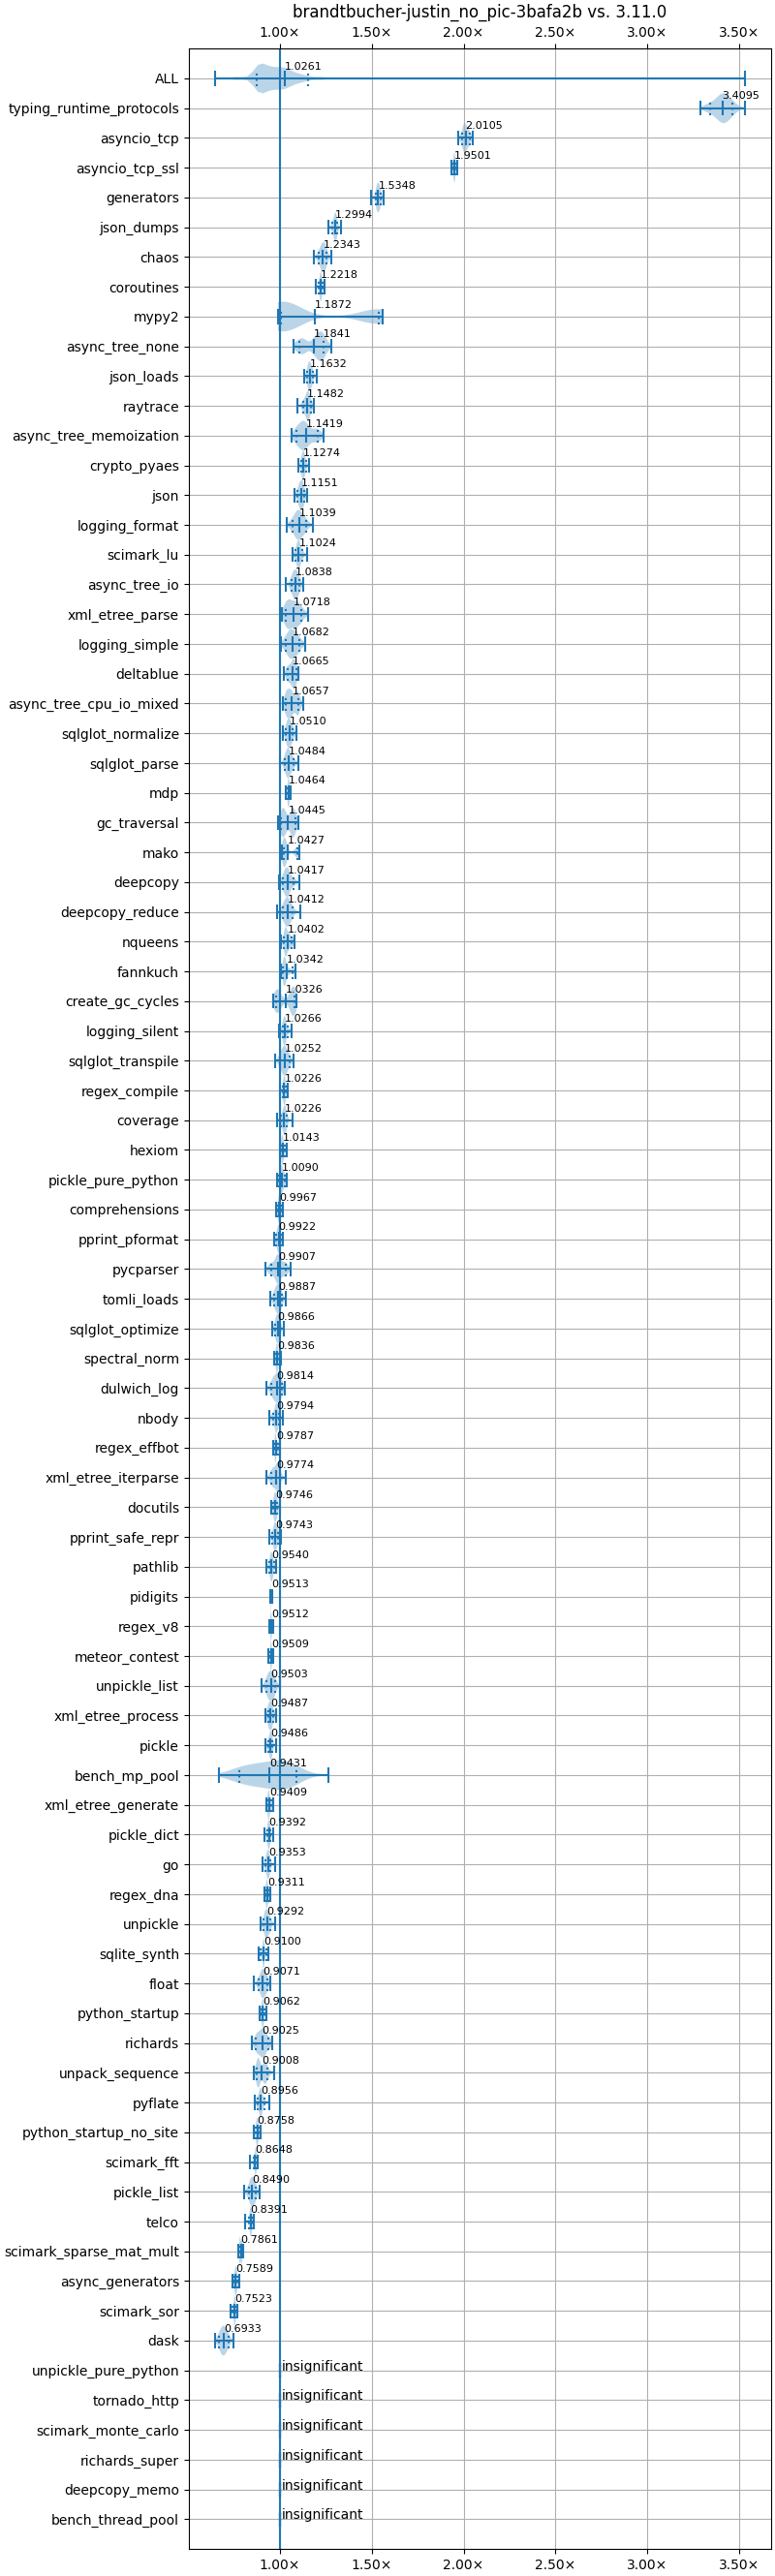 brandtbucher-justin_no_pic-3bafa2b vs. 3.11.0
1.00× 1.50× 2.00× 2.50× 3.00× 3.50×
ALL 1.0261
typing_runtime_protocols 3.4095
asyncio_tcp 2.0105
asyncio_tcp_ssl 1.9501
generators 1.5348
json_dumps 1.2994
chaos 1.2343
coroutines 1.2218
mypy2 1.1872
async_tree_none 1.1841
json_loads 1.1632
raytrace 1.1482
async_tree_memoization 1.1419
crypto_pyaes 1.1274
json 1.1151
logging_format 1.1039
scimark_lu 1.1024
async_tree_io 1.0838
xml_etree_parse 1.0718
logging_simple 1.0682
deltablue 1.0665
async_tree_cpu_io_mixed 1.0657
sqlglot_normalize 1.0510
sqlglot_parse 1.0484
mdp 1.0464
gc_traversal 1.0445
mako 1.0427
deepcopy 1.0417
deepcopy_reduce 1.0412
nqueens 1.0402
fannkuch 1.0342
create_gc_cycles 1.0326
logging_silent 1.0266
sqlglot_transpile 1.0252
regex_compile 1.0226
coverage 1.0226
hexiom 1.0143
pickle_pure_python 1.0090
comprehensions 0.9967
pprint_pformat 0.9922
pycparser 0.9907
tomli_loads 0.9887
sqlglot_optimize 0.9866
spectral_norm 0.9836
dulwich_log 0.9814
nbody 0.9794
regex_effbot 0.9787
xml_etree_iterparse 0.9774
docutils 0.9746
pprint_safe_repr 0.9743
pathlib 0.9540
pidigits 0.9513
regex_v8 0.9512
meteor_contest 0.9509
unpickle_list 0.9503
xml_etree_process 0.9487
pickle 0.9486
bench_mp_pool 0.9431
xml_etree_generate 0.9409
pickle_dict 0.9392
go 0.9353
regex_dna 0.9311
unpickle 0.9292
sqlite_synth 0.9100
float 0.9071
python_startup 0.9062
richards 0.9025
unpack_sequence 0.9008
pyflate 0.8956
python_startup_no_site 0.8758
scimark_fft 0.8648
pickle_list 0.8490
telco 0.8391
scimark_sparse_mat_mult 0.7861
async_generators 0.7589
scimark_sor 0.7523
dask 0.6933
unpickle_pure_python insignificant
tornado_http insignificant
scimark_monte_carlo insignificant
richards_super insignificant
deepcopy_memo insignificant
bench_thread_pool insignificant
1.00× 1.50× 2.00× 2.50× 3.00× 3.50×